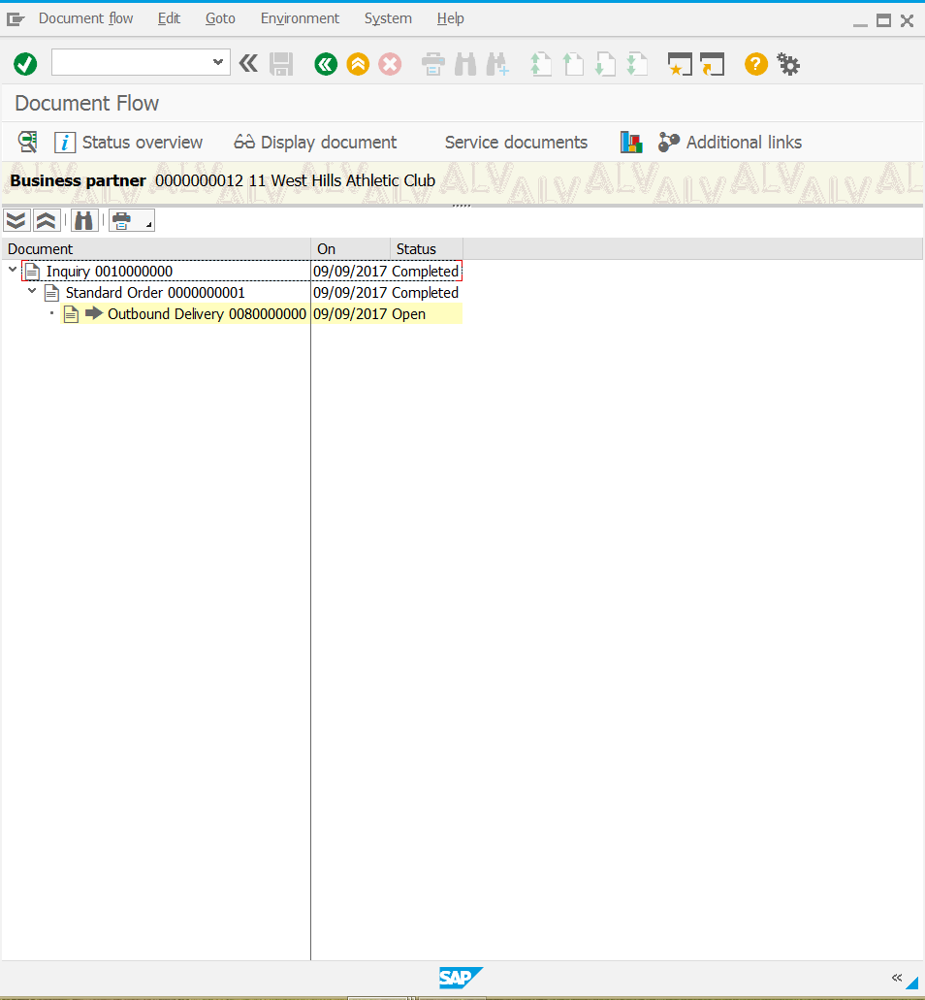 Document flow Edit Goto Environment System Help
Document Flow
Status overview Display document Service documents Additional links
Business partner 0000000012 11 West Hills Athletic Club
Document On Status
Inquiry 0010000000 09/09/2017 Completed
Standard Order 0000000001 09/09/2017 Completed
Outbound Delivery 0080000000 09/09/2017 Open
SAP